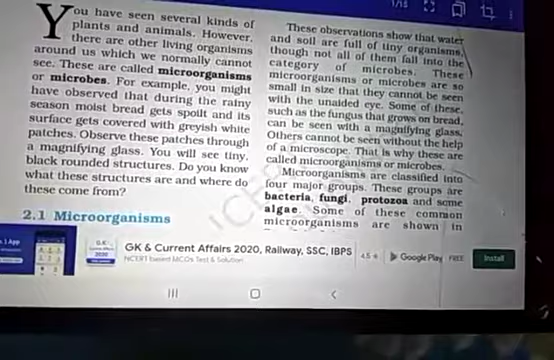 1/15
You have seen several kinds of
plants and animals. However,
there are other living organisms
around us which we normally cannot
see. These are called microorganisms
or microbes. For example, you might
have observed that during the rainy
season moist bread gets spoilt and its
surface gets covered with greyish white
patches. Observe these patches through
a magnifying glass. You will see tiny,
black rounded structures. Do you know
what these structures are and where do
these come from?
2.1 Microorganisms
These observations show that water
and soil are full of tiny organisms,
though not all of them fall into the
category of microbes. These
microorganisms or microbes are so
small in size that they cannot be seen
with the unaided eye. Some of these,
such as the fungus that grows on bread,
can be seen with a magnifying glass.
Others cannot be seen without the help
of a microscope. That is why these are
called microorganisms or microbes.
Microorganisms are classified into
four major groups. These groups are
bacteria, fungi, protozoa and some
algae. Some of these common
microorganisms are shown in
App
G.K
2020
GK & Current Affairs 2020, Railway, SSC, IBPS
NCERT based MCQs Test & Solution
4.5
Google Play
FREE
Install